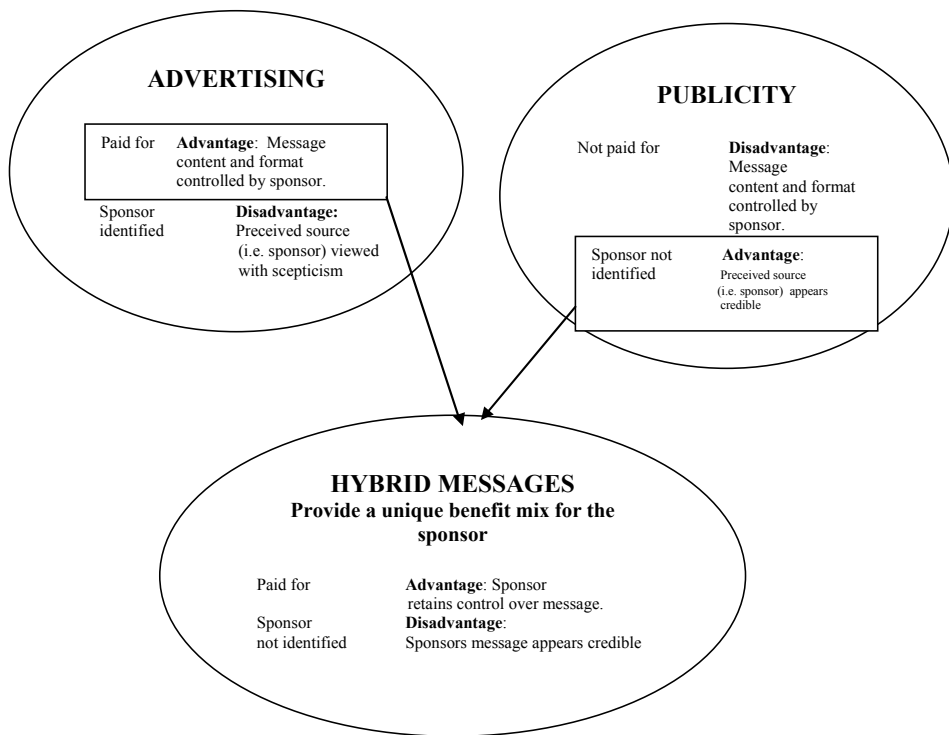 ADVERTISING
Paid for Advantage: Message
content and format
controlled by sponsor.
Sponsor Disadvantage:
identified Preceived source
(i.e. sponsor) viewed
with scepticism
PUBLICITY
Not paid for Disadvantage:
Message
content and format
controlled by
sponsor.
Sponsor not Advantage:
identified Preceived source
(i.e. sponsor) appears
credible
HYBRID MESSAGES
Provide a unique benefit mix for the
sponsor
Paid for Advantage: Sponsor
retains control over message.
Sponsor Disadvantage:
not identified Sponsors message appears credible